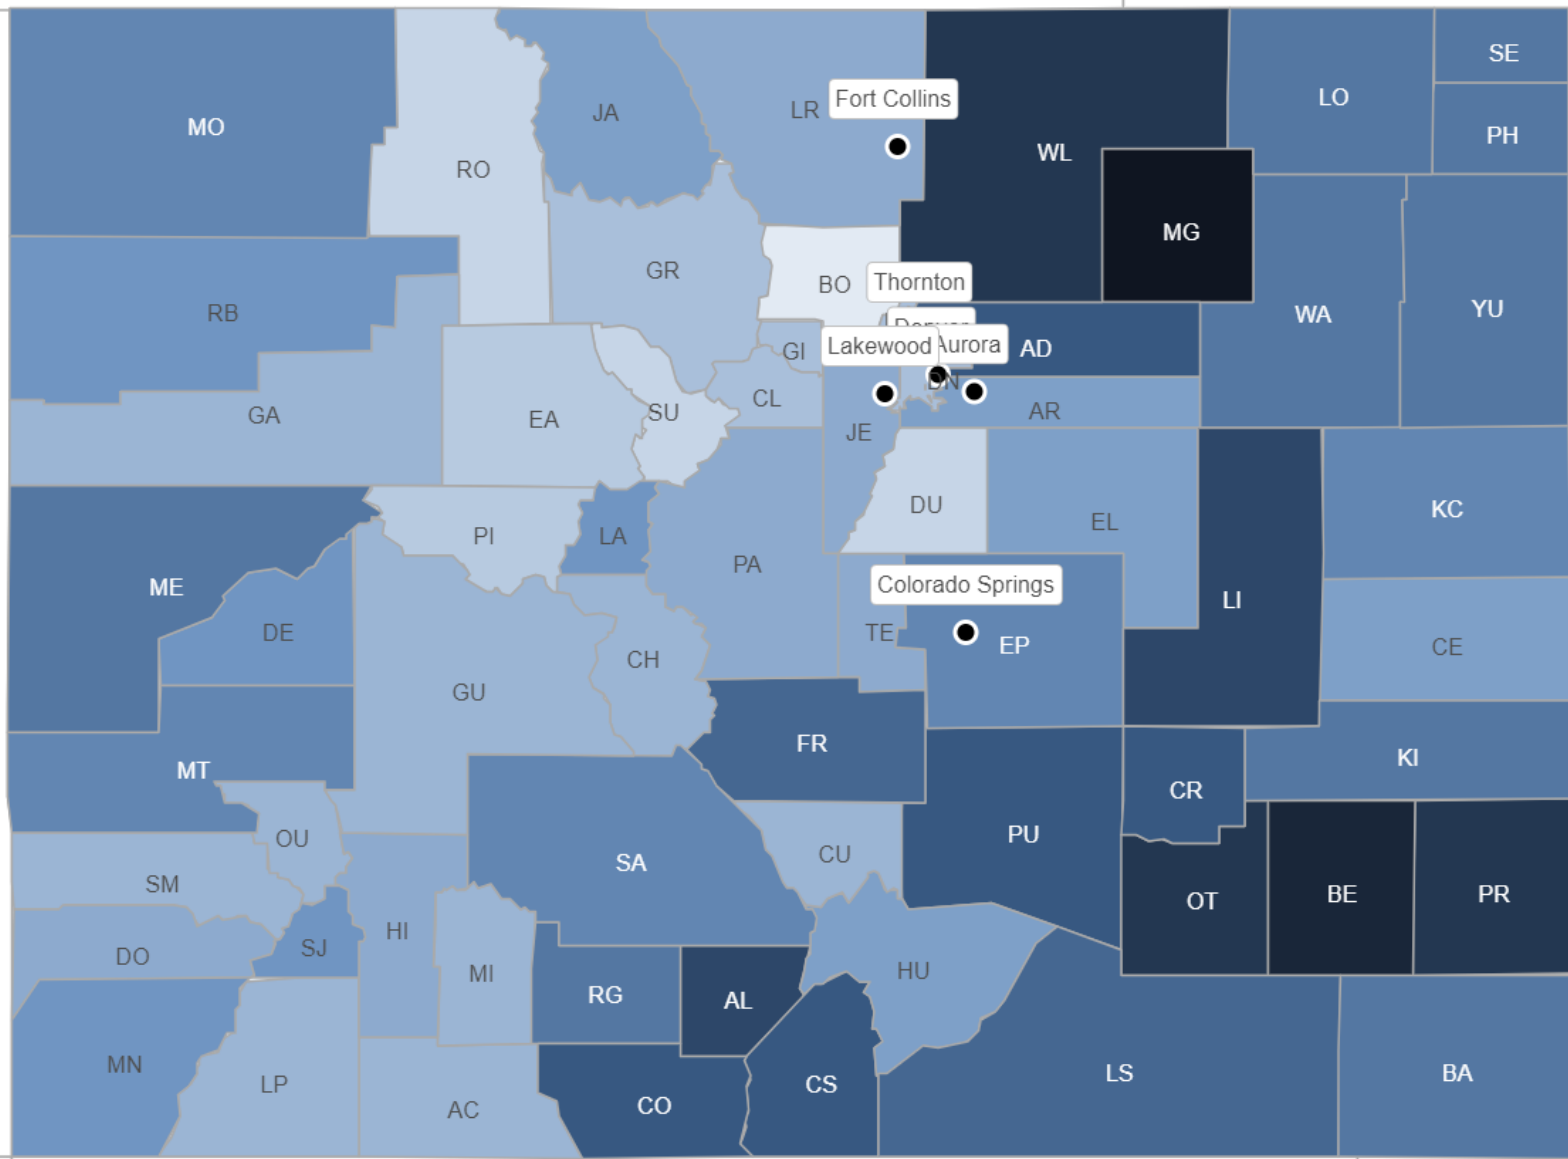 SE
MO
LO
Fort Collins
JA
LR
PH
WL
RO
MG
GR
BO
Thornton
YU
RB
WA
Denver
Lakewood
Aurora
AD
GI
DN
CL
AR
GA
EA
SU
JE
DU
KC
EL
PI
LA
PA
ME
Colorado Springs
LI
DE
TE
EP
CE
CH
GU
FR
KI
MT
CR
OU
PU
CU
SA
SM
OT
BE
PR
HI
SJ
DO
MI
HU
RG
AL
MN
LP
CS
LS
BA
AC
CO